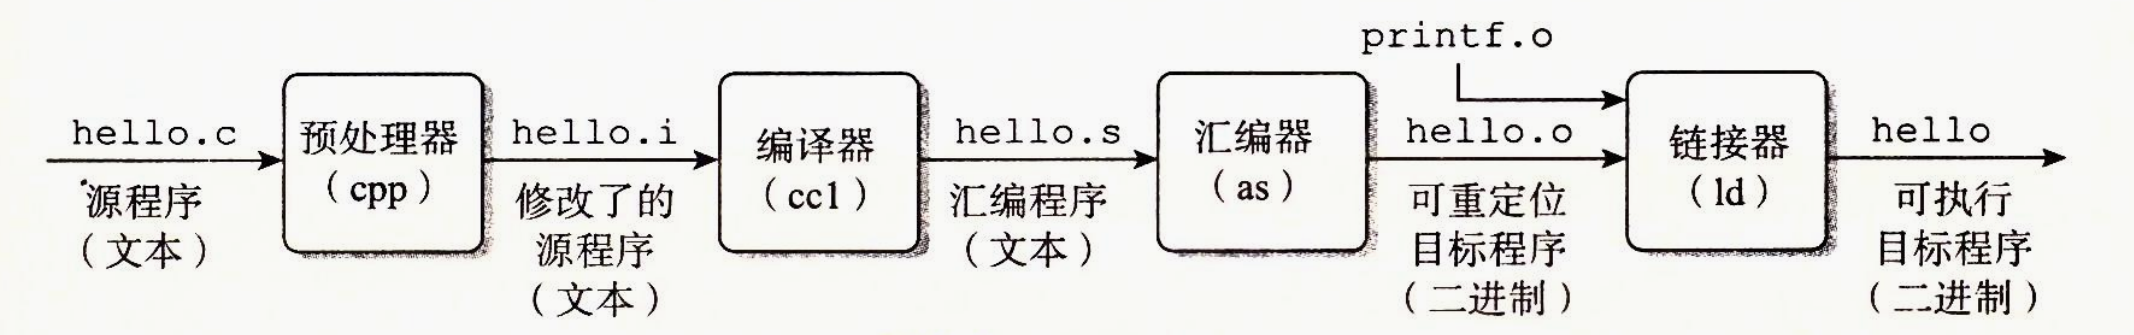 printf.o
hello.c
预处理器
(cpp)
hello.i
编译器
(cc1)
hello.s
汇编器
(as)
hello.o
链接器
(ld)
hello
源程序
(文本)
修改了的
源程序
(文本)
汇编程序
(文本)
可重定位
目标程序
(二进制)
可执行
目标程序
(二进制)